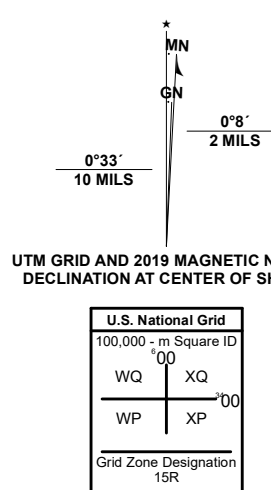 ★
MN
GN
0°33´
10 MILS
0°8´
2 MILS
UTM GRID AND 2019 MAGNETIC N
DECLINATION AT CENTER OF SH
U.S. National Grid
100,000 - m Square ID
600
WQ XQ
3400
WP XP
Grid Zone Designation
15R